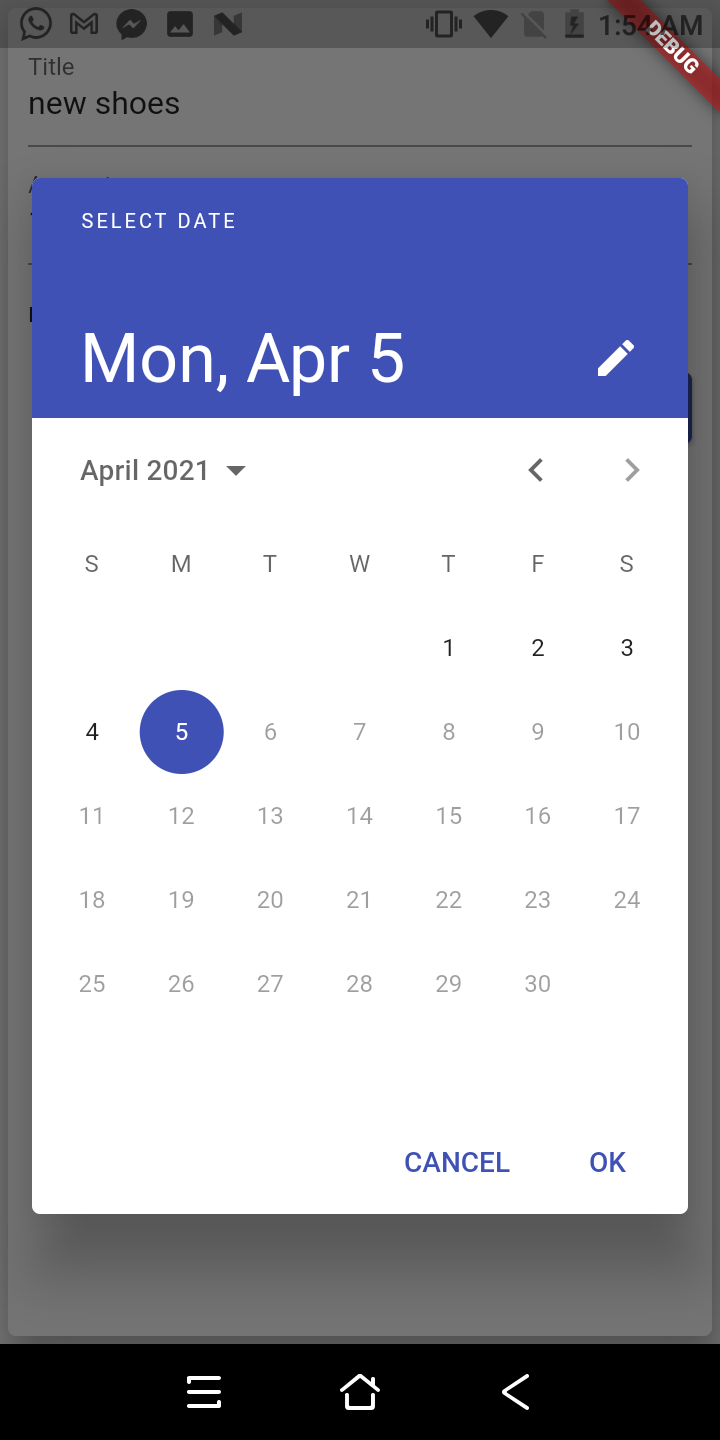 1:54 AM
DEBUG
Title
new shoes
SELECT DATE
Mon, Apr 5
April 2021
S M T W T F S
1 2 3
4 5 6 7 8 9 10
11 12 13 14 15 16 17
18 19 20 21 22 23 24
25 26 27 28 29 30
CANCEL OK